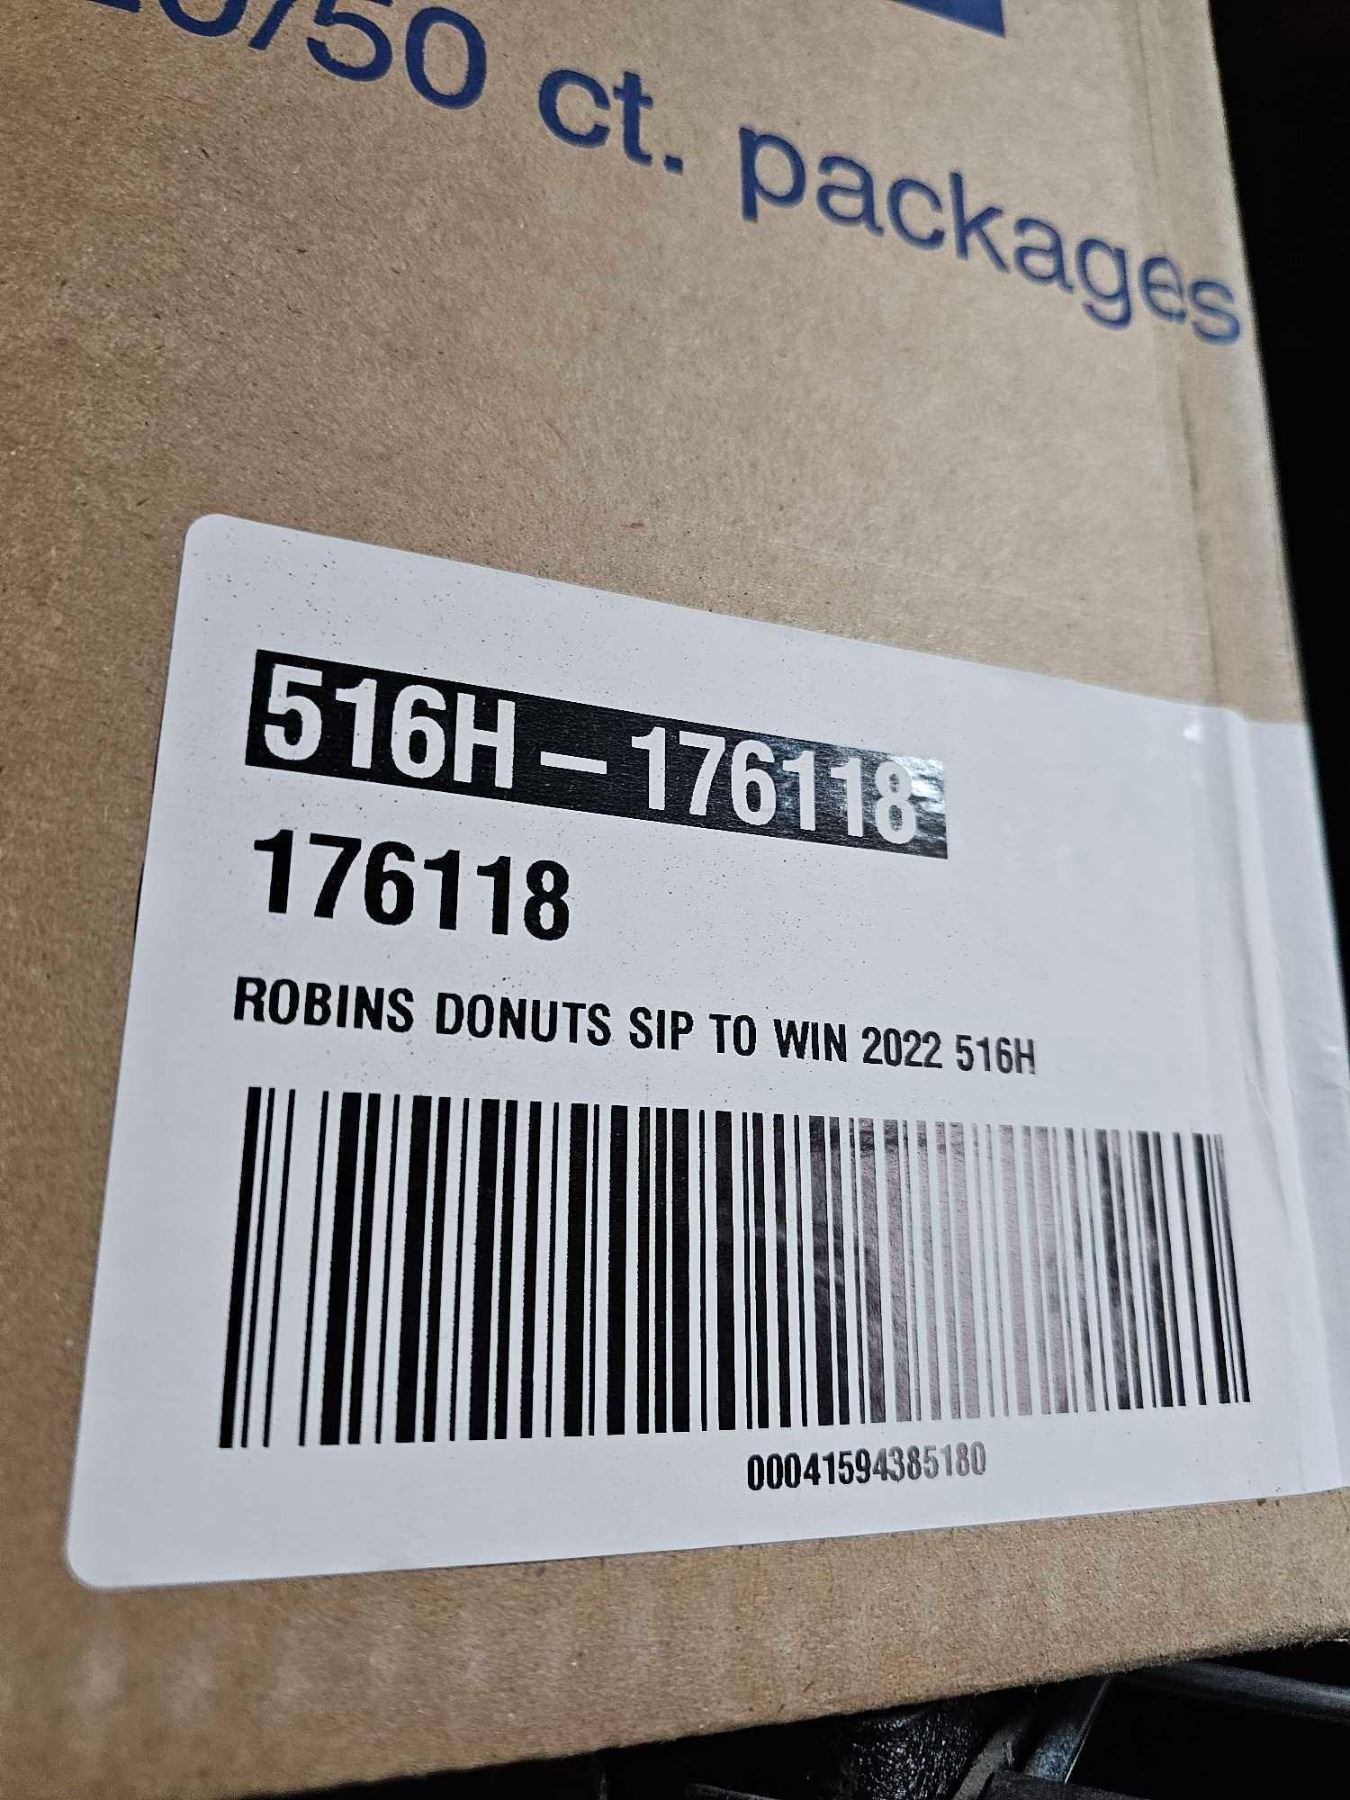 0/50 ct. packages
516H – 176118
176118
ROBINS DONUTS SIP TO WIN 2022 516H
00041594385180